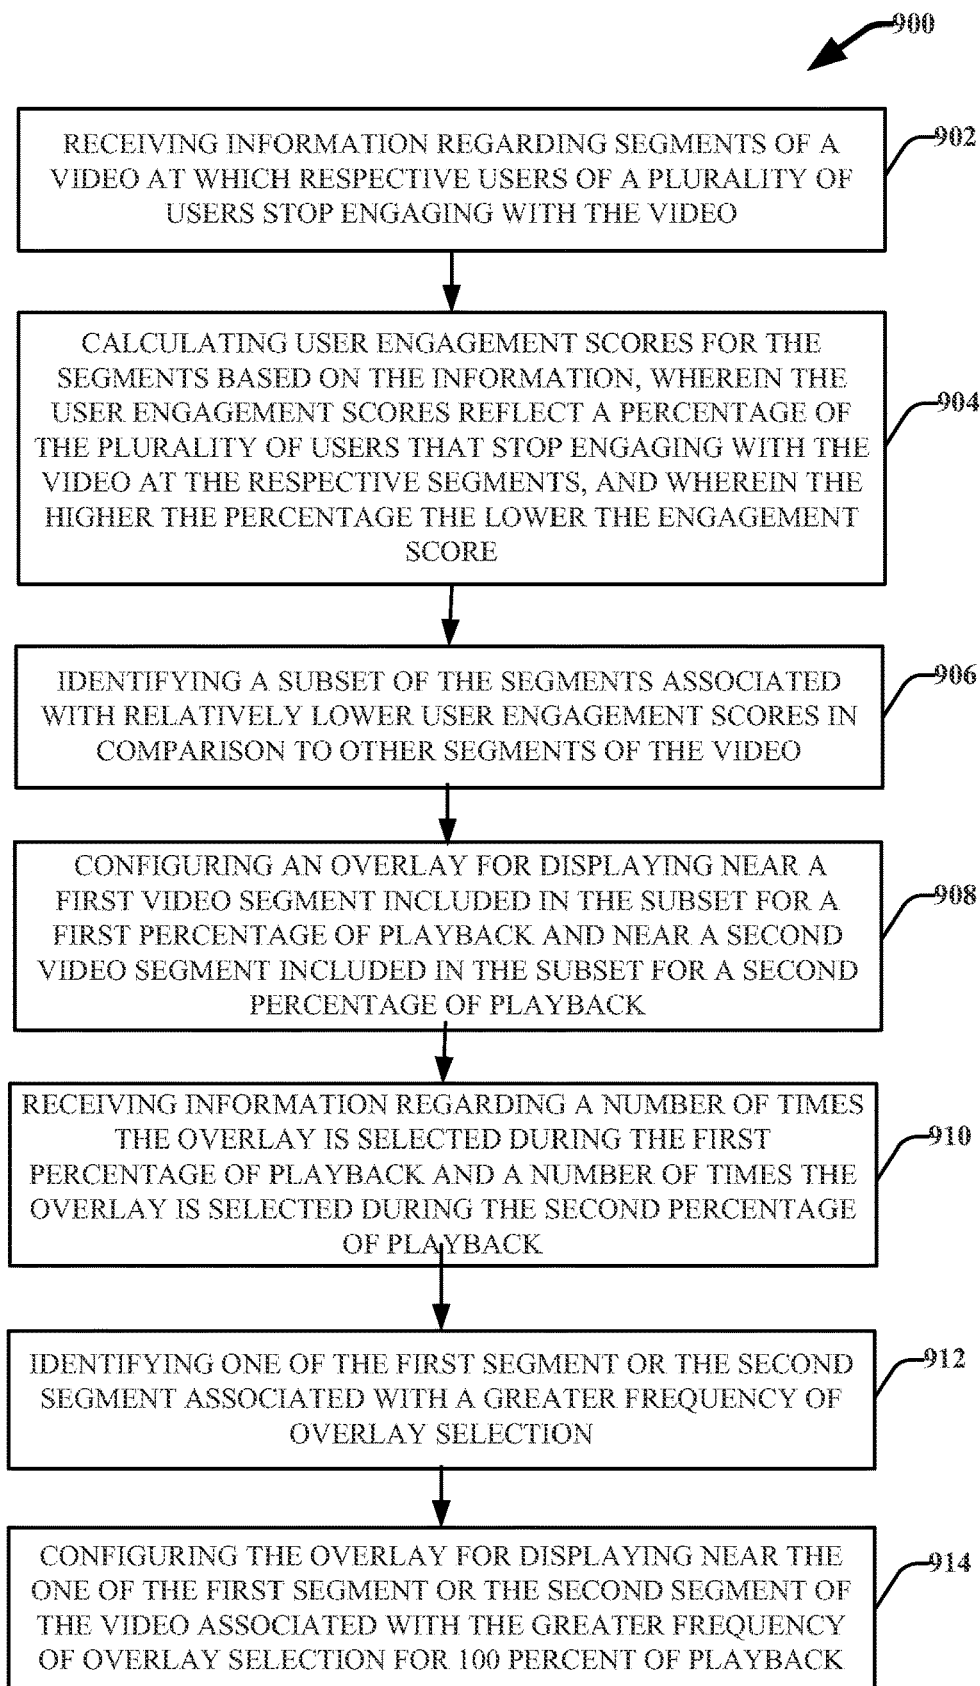 900
RECEIVING INFORMATION REGARDING SEGMENTS OF A
VIDEO AT WHICH RESPECTIVE USERS OF A PLURALITY OF
USERS STOP ENGAGING WITH THE VIDEO
902
CALCULATING USER ENGAGEMENT SCORES FOR THE
SEGMENTS BASED ON THE INFORMATION, WHEREIN THE
USER ENGAGEMENT SCORES REFLECT A PERCENTAGE OF
THE PLURALITY OF USERS THAT STOP ENGAGING WITH THE
VIDEO AT THE RESPECTIVE SEGMENTS, AND WHEREIN THE
HIGHER THE PERCENTAGE THE LOWER THE ENGAGEMENT
SCORE
904
IDENTIFYING A SUBSET OF THE SEGMENTS ASSOCIATED
WITH RELATIVELY LOWER USER ENGAGEMENT SCORES IN
COMPARISON TO OTHER SEGMENTS OF THE VIDEO
906
CONFIGURING AN OVERLAY FOR DISPLAYING NEAR A
FIRST VIDEO SEGMENT INCLUDED IN THE SUBSET FOR A
FIRST PERCENTAGE OF PLAYBACK AND NEAR A SECOND
VIDEO SEGMENT INCLUDED IN THE SUBSET FOR A SECOND
PERCENTAGE OF PLAYBACK
908
RECEIVING INFORMATION REGARDING A NUMBER OF TIMES
THE OVERLAY IS SELECTED DURING THE FIRST
PERCENTAGE OF PLAYBACK AND A NUMBER OF TIMES THE
OVERLAY IS SELECTED DURING THE SECOND PERCENTAGE
OF PLAYBACK
910
IDENTIFYING ONE OF THE FIRST SEGMENT OR THE SECOND
SEGMENT ASSOCIATED WITH A GREATER FREQUENCY OF
OVERLAY SELECTION
912
CONFIGURING THE OVERLAY FOR DISPLAYING NEAR THE
ONE OF THE FIRST SEGMENT OR THE SECOND SEGMENT OF
THE VIDEO ASSOCIATED WITH THE GREATER FREQUENCY
OF OVERLAY SELECTION FOR 100 PERCENT OF PLAYBACK
914